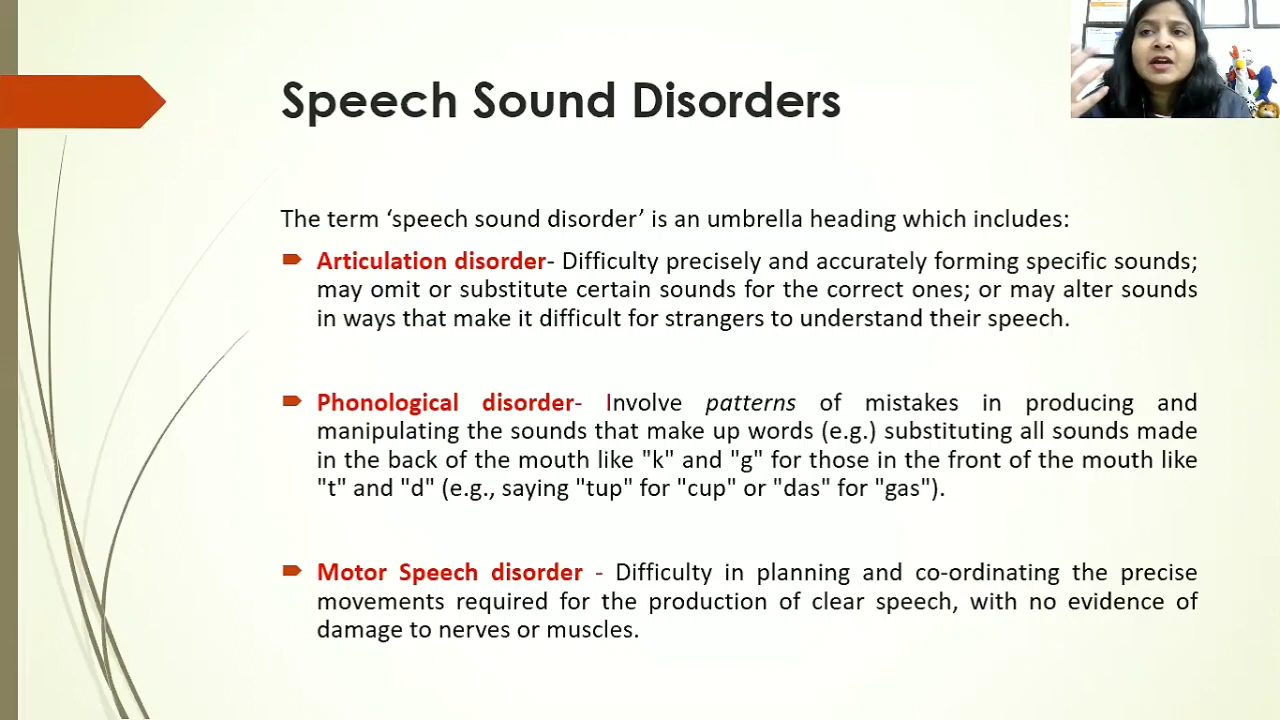 Speech Sound Disorders
The term ‘speech sound disorder’ is an umbrella heading which includes:
Articulation disorder- Difficulty precisely and accurately forming specific sounds;
may omit or substitute certain sounds for the correct ones; or may alter sounds
in ways that make it difficult for strangers to understand their speech.
Phonological disorder- Involve patterns of mistakes in producing and
manipulating the sounds that make up words (e.g.) substituting all sounds made
in the back of the mouth like "k" and "g" for those in the front of the mouth like
"t" and "d" (e.g., saying "tup" for "cup" or "das" for "gas").
Motor Speech disorder - Difficulty in planning and co-ordinating the precise
movements required for the production of clear speech, with no evidence of
damage to nerves or muscles.